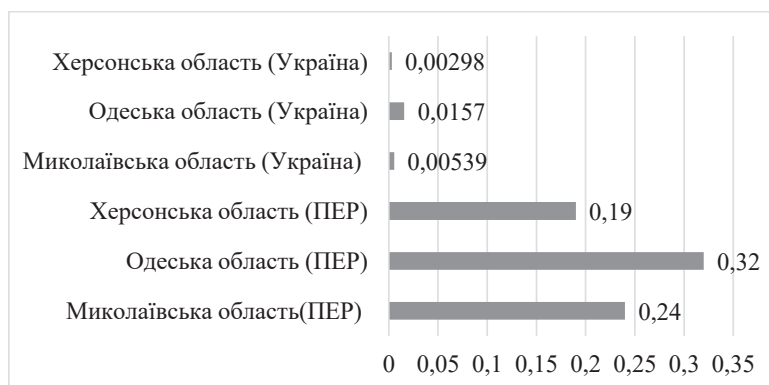 Херсонська область (Україна) 0,00298
Одеська область (Україна) 0,0157
Миколаївська область (Україна) 0,00539
Херсонська область (ПЕР) 0,19
Одеська область (ПЕР) 0,32
Миколаївська область(ПЕР) 0,24
0 0,05 0,1 0,15 0,2 0,25 0,3 0,35